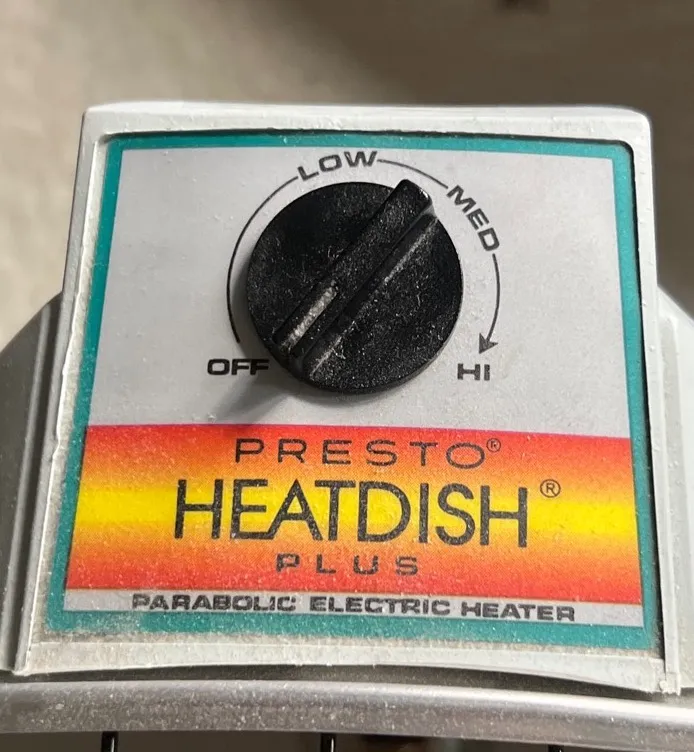 LOW
MED
OFF
HI
PRESTO®
HEATDISH®
PLUS
PARABOLIC ELECTRIC HEATER